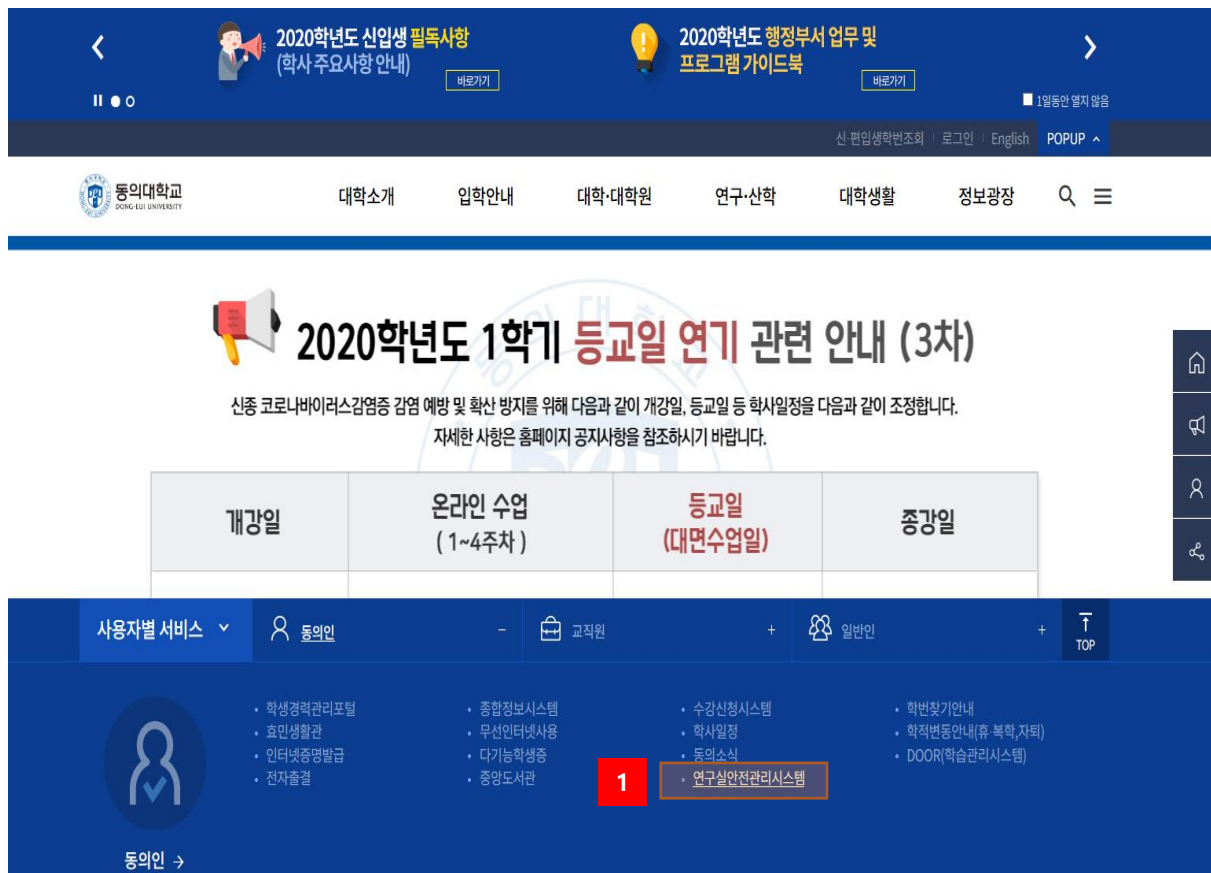 2020학년도 신입생 필독사항
(학사 주요사항 안내)
바로가기
2020학년도 행정부서 업무 및
프로그램 가이드북
바로가기
1일동안 열지 않음
신·편입생학번조회
로그인
English
POPUP
동의대학교
DONG-EUI UNIVERSITY
대학소개
입학안내
대학·대학원
연구·산학
대학생활
정보광장
2020학년도 1학기 등교일 연기 관련 안내 (3차)
신종 코로나바이러스감염증 감염 예방 및 확산 방지를 위해 다음과 같이 개강일, 등교일 등 학사일정을 다음과 같이 조정합니다.
자세한 사항은 홈페이지 공지사항을 참조하시기 바랍니다.
개강일
온라인 수업
( 1~4주차 )
등교일
(대면수업일)
종강일
사용자별 서비스
동의인
교직원
일반인
TOP
학생경력관리포털
효민생활관
인터넷증명발급
전자출결
종합정보시스템
무선인터넷사용
다기능학생증
중앙도서관
수강신청시스템
학사일정
동의소식
1
연구실안전관리시스템
학번찾기안내
학적변동안내(휴·복학,자퇴)
DOOR(학습관리시스템)
동의인 →